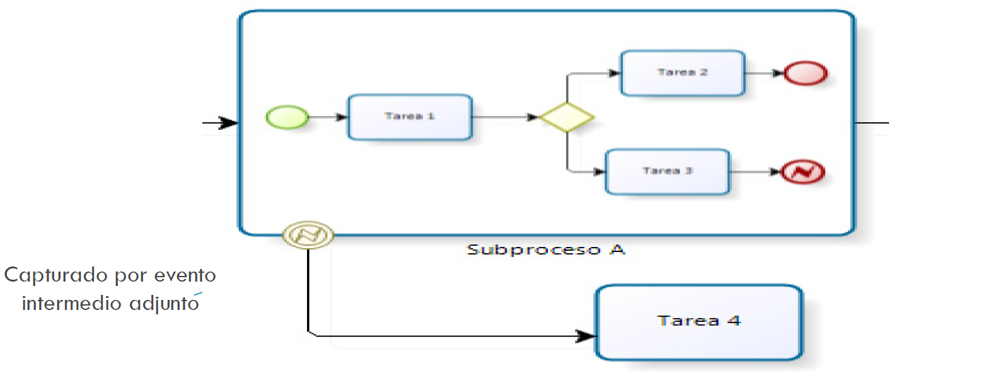 Tarea 2
Tarea 1
Tarea 3
Subproceso A
Capturado por evento
intermedio adjunto
Tarea 4